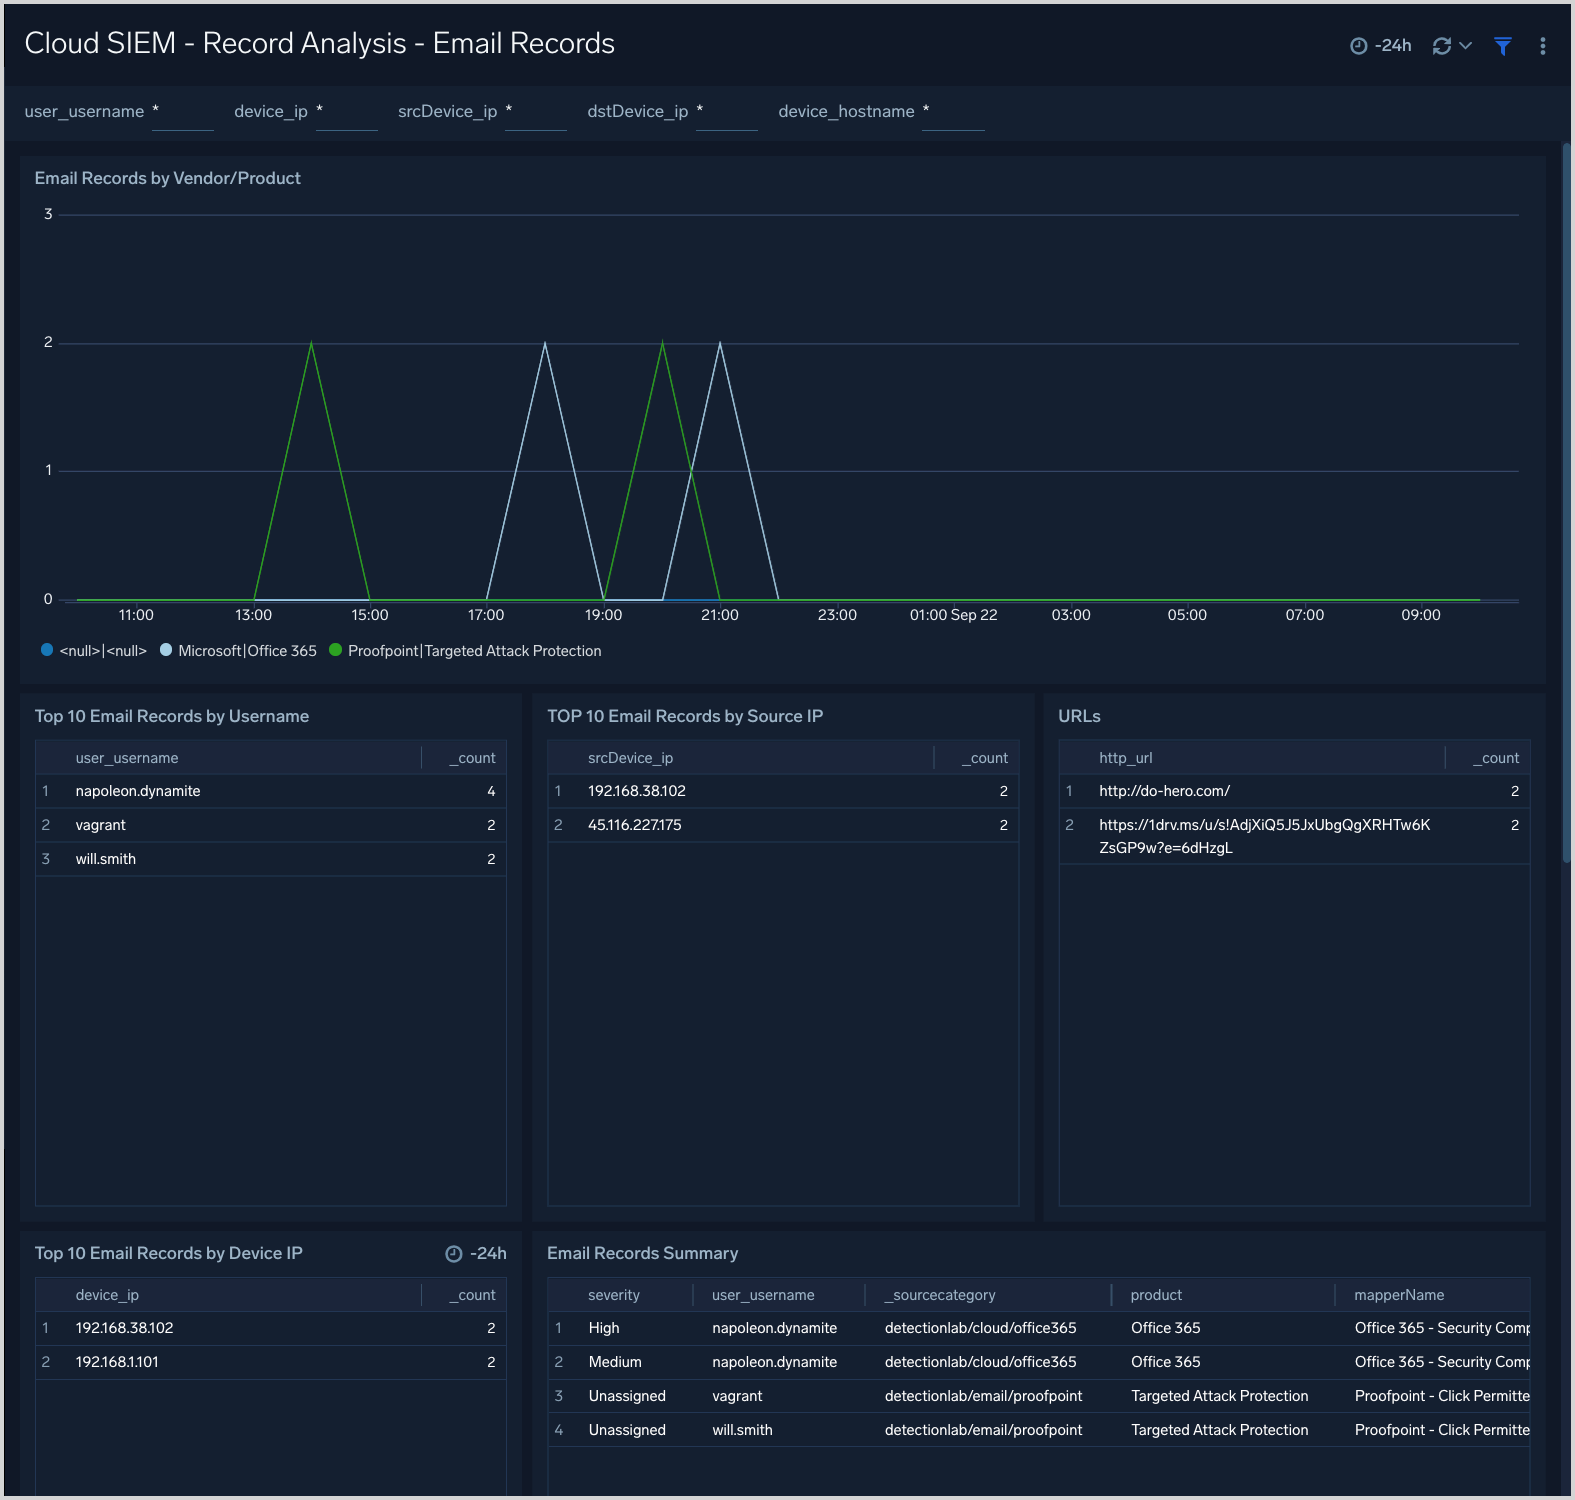 Cloud SIEM - Record Analysis - Email Records
-24h
user_username * device_ip * srcDevice_ip * dstDevice_ip * device_hostname *
Email Records by Vendor/Product
3
2
1
0
11:00 13:00 15:00 17:00 19:00 21:00 23:00 01:00 Sep 22 03:00 05:00 07:00 09:00
<null>|<null> Microsoft|Office 365 Proofpoint|Targeted Attack Protection
Top 10 Email Records by Username
user_username _count
1 napoleon.dynamite 4
2 vagrant 2
3 will.smith 2
TOP 10 Email Records by Source IP
srcDevice_ip _count
1 192.168.38.102 2
2 45.116.227.175 2
URLs
http_url _count
1 http://do-hero.com/ 2
2 https://1drv.ms/u/s!AdjXiQ5J5JxUbgQgXRHTw6K 2
ZsGP9w?e=6dHzgL
Top 10 Email Records by Device IP -24h
device_ip _count
1 192.168.38.102 2
2 192.168.1.101 2
Email Records Summary
severity user_username _sourcecategory product mapperName
1 High napoleon.dynamite detectionlab/cloud/office365 Office 365 Office 365 - Security Comp
2 Medium napoleon.dynamite detectionlab/cloud/office365 Office 365 Office 365 - Security Comp
3 Unassigned vagrant detectionlab/email/proofpoint Targeted Attack Protection Proofpoint - Click Permitte
4 Unassigned will.smith detectionlab/email/proofpoint Targeted Attack Protection Proofpoint - Click Permitte